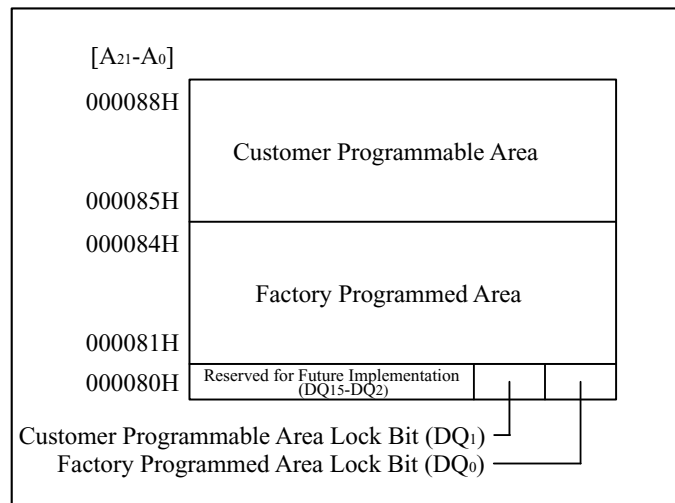 [A21-A0]
000088H
Customer Programmable Area
000085H
000084H
Factory Programmed Area
000081H
000080H
Reserved for Future Implementation
(DQ15-DQ2)
Customer Programmable Area Lock Bit (DQ1)
Factory Programmed Area Lock Bit (DQ0)